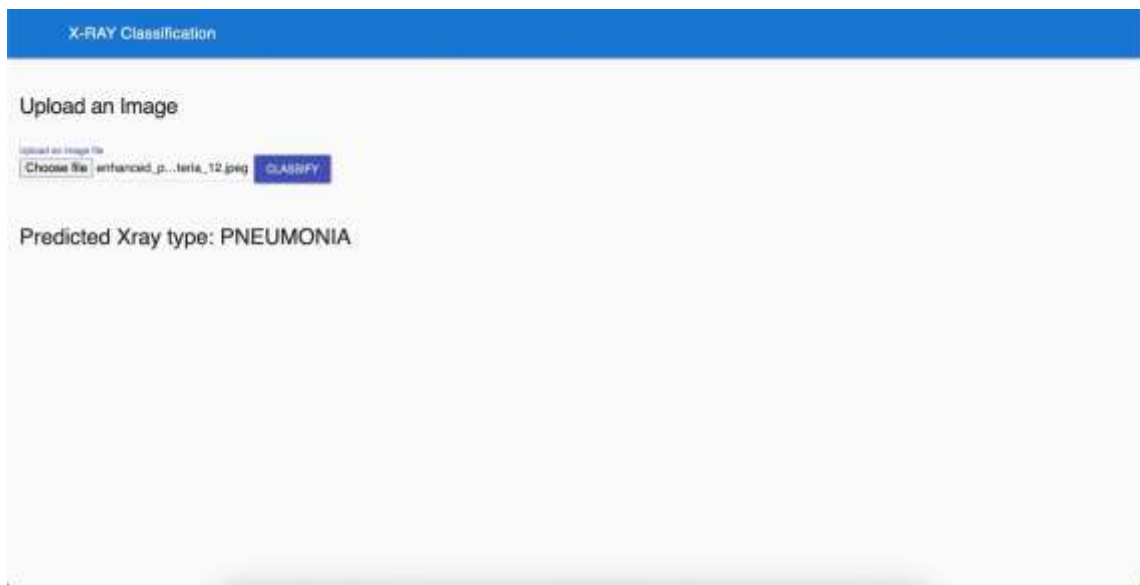 X-RAY Classification
Upload an Image
Upload an image file
Choose file enhanced_p...teria_12.jpeg CLASSIFY
Predicted Xray type: PNEUMONIA